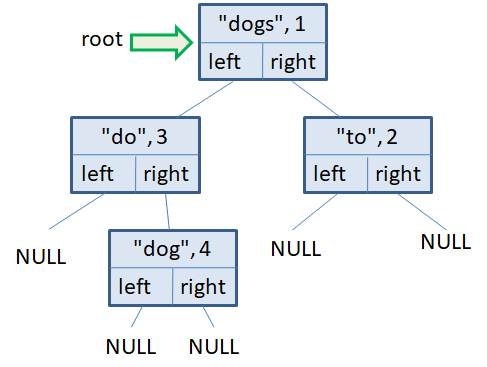 root
"dogs", 1
left right
"do", 3
left right
"to", 2
left right
NULL
"dog", 4
left right
NULL
NULL
NULL NULL